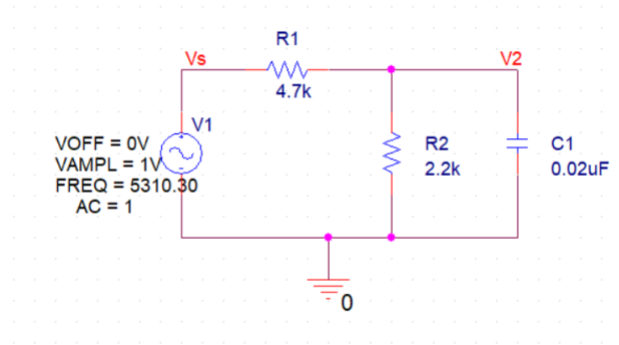 R1
Vs
V2
4.7k
V1
VOFF = 0V
VAMPL = 1V
FREQ = 5310.30
AC = 1
R2
2.2k
C1
0.02uF
0